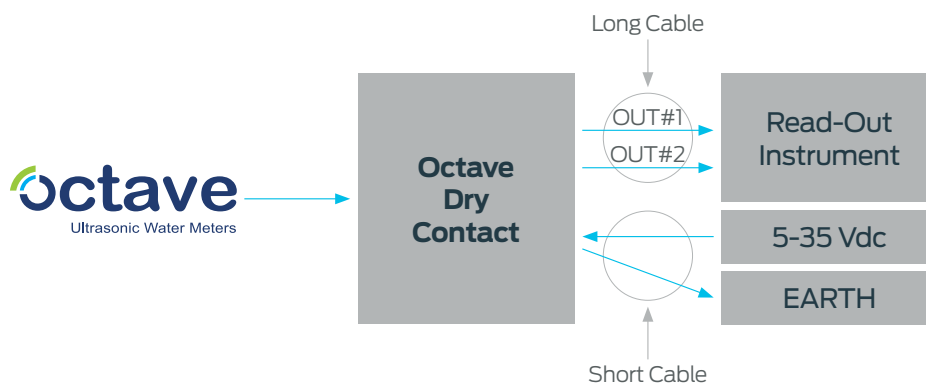 Long Cable
OUT#1
OUT#2
Read-Out
Instrument
Octave
Dry
Contact
octave
Ultrasonic Water Meters
5-35 Vdc
EARTH
Short Cable